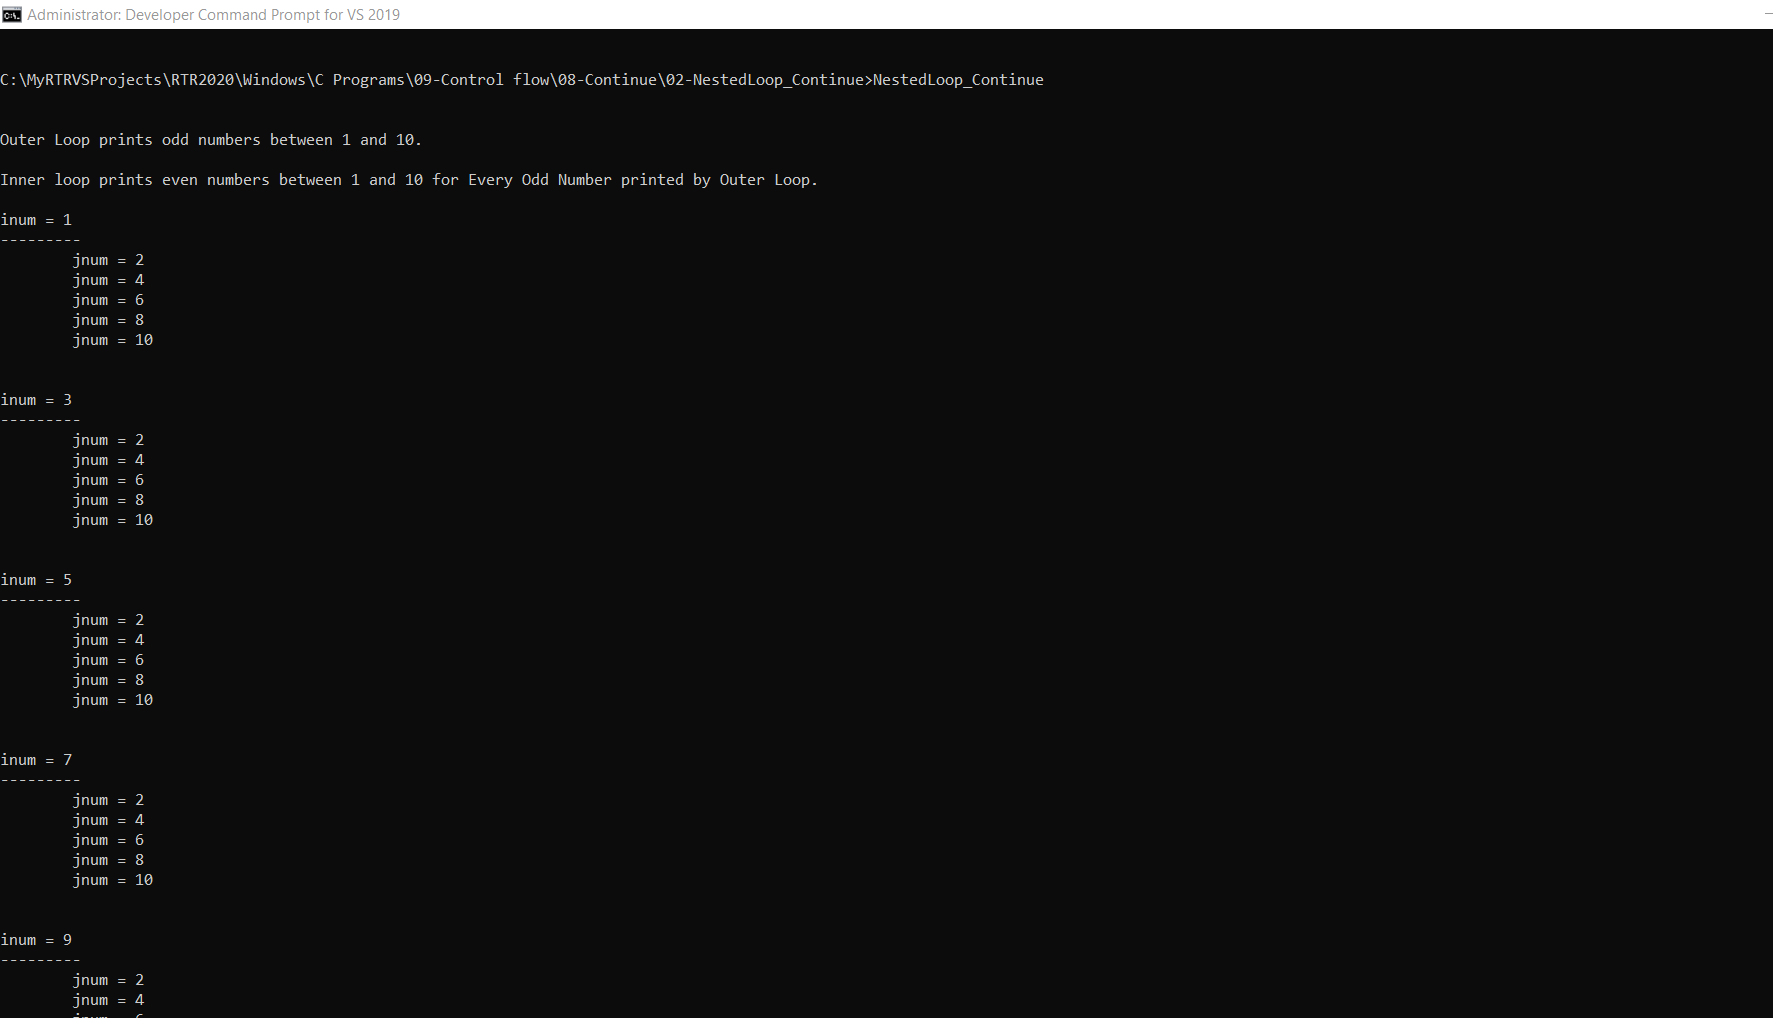 Administrator: Developer Command Prompt for VS 2019
C:\MyRTRVSProjects\RTR2020\Windows\C Programs\09-Control flow\08-Continue\02-NestedLoop_Continue>NestedLoop_Continue
Outer Loop prints odd numbers between 1 and 10.
Inner loop prints even numbers between 1 and 10 for Every Odd Number printed by Outer Loop.
inum = 1
---------
jnum = 2
jnum = 4
jnum = 6
jnum = 8
jnum = 10
inum = 3
---------
jnum = 2
jnum = 4
jnum = 6
jnum = 8
jnum = 10
inum = 5
---------
jnum = 2
jnum = 4
jnum = 6
jnum = 8
jnum = 10
inum = 7
---------
jnum = 2
jnum = 4
jnum = 6
jnum = 8
jnum = 10
inum = 9
---------
jnum = 2
jnum = 4